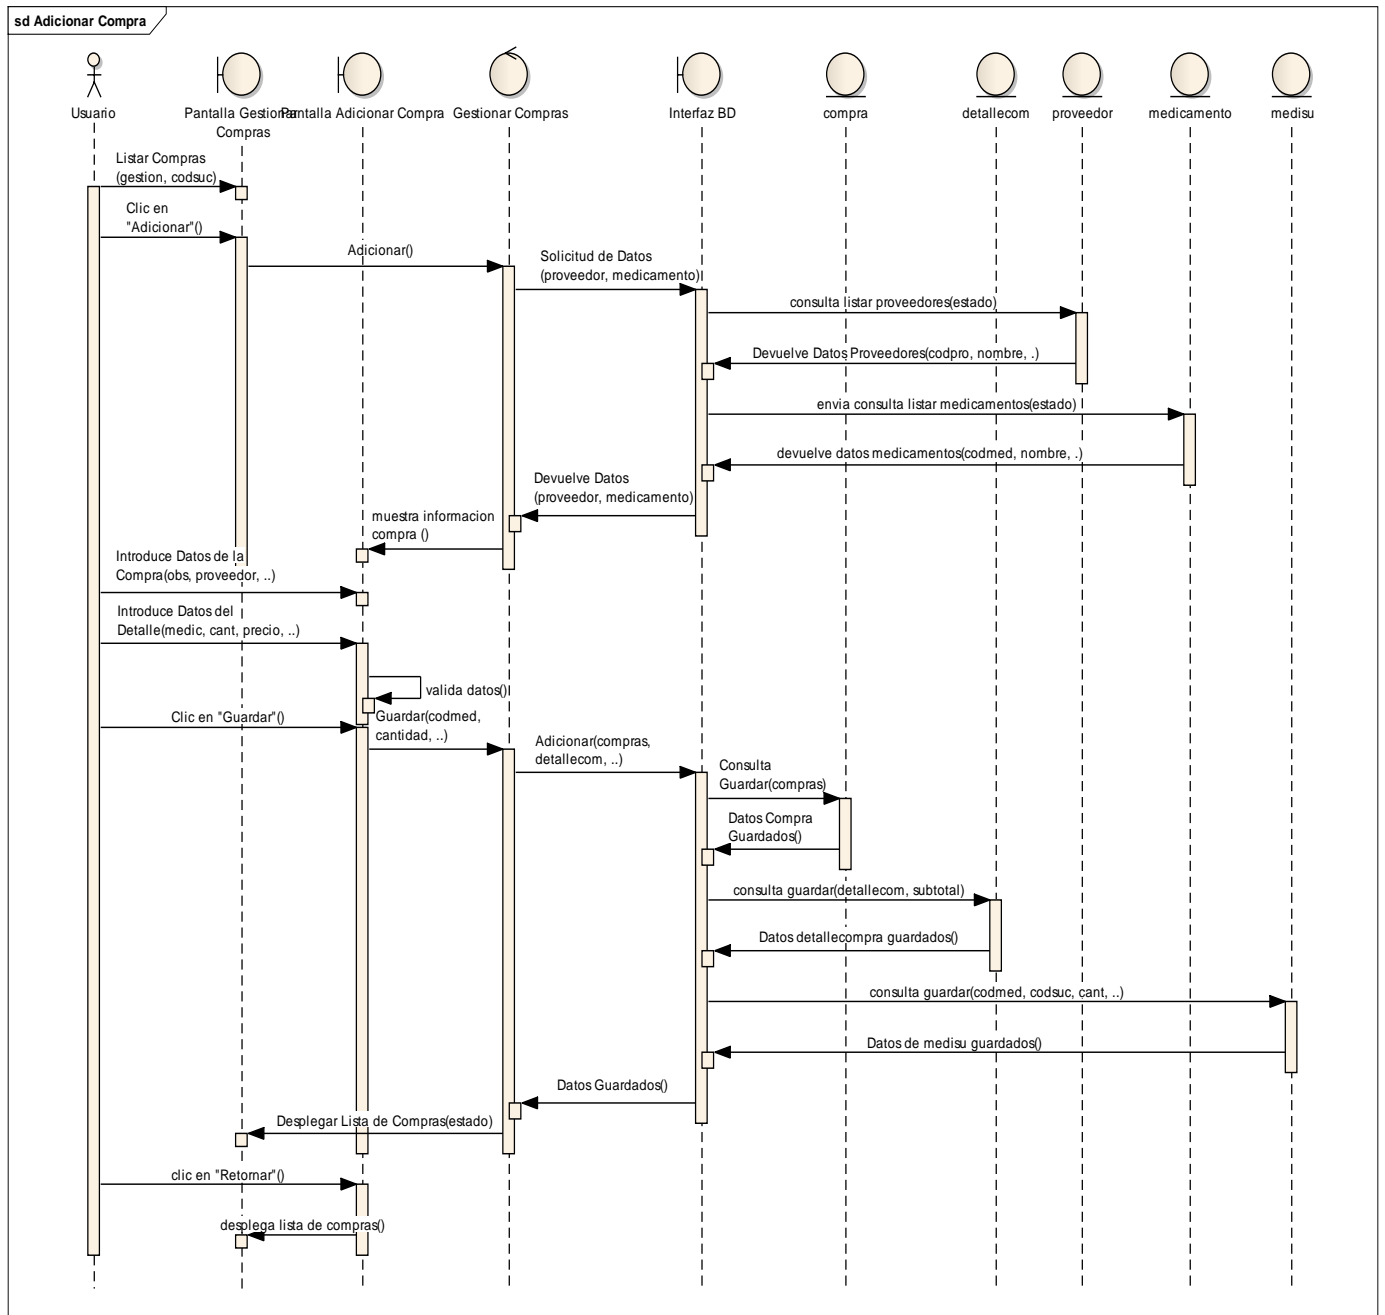 sd Adicionar Compra
Usuario
Pantalla Gestionar
Compras
Pantalla Adicionar Compra
Gestionar Compras
Interfaz BD
compra
detallecom
proveedor
medicamento
medisu
Listar Compras
(gestion, codsuc)
Clic en
"Adicionar"()
Adicionar()
Solicitud de Datos
(proveedor, medicamento)
consulta listar proveedores(estado)
Devuelve Datos Proveedores(codpro, nombre, .)
envia consulta listar medicamentos(estado)
devuelve datos medicamentos(codmed, nombre, .)
Devuelve Datos
(proveedor, medicamento)
muestra informacion
compra ()
Introduce Datos de la
Compra(obs, proveedor, ..)
Introduce Datos del
Detalle(medic, cant, precio, ..)
valida datos()
Clic en "Guardar"()
Guardar(codmed,
cantidad, ..)
Adicionar(compras,
detallecom, ..)
Consulta
Guardar(compras)
Datos Compra
Guardados()
consulta guardar(detallecom, subtotal)
Datos detallecompra guardados()
consulta guardar(codmed, codsuc, cant, ..)
Datos de medisu guardados()
Datos Guardados()
Desplegar Lista de Compras(estado)
clic en "Retornar"()
desplega lista de compras()